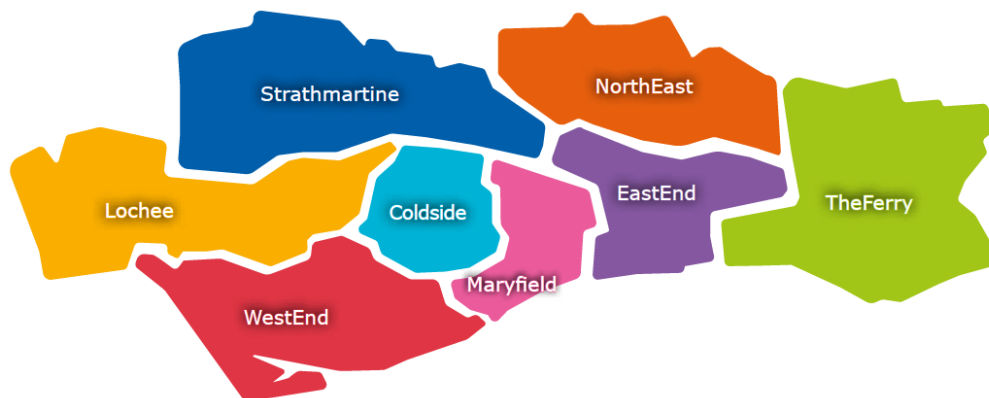 NorthEast
Strathmartine
EastEnd
TheFerry
Lochee
Coldside
Maryfield
WestEnd